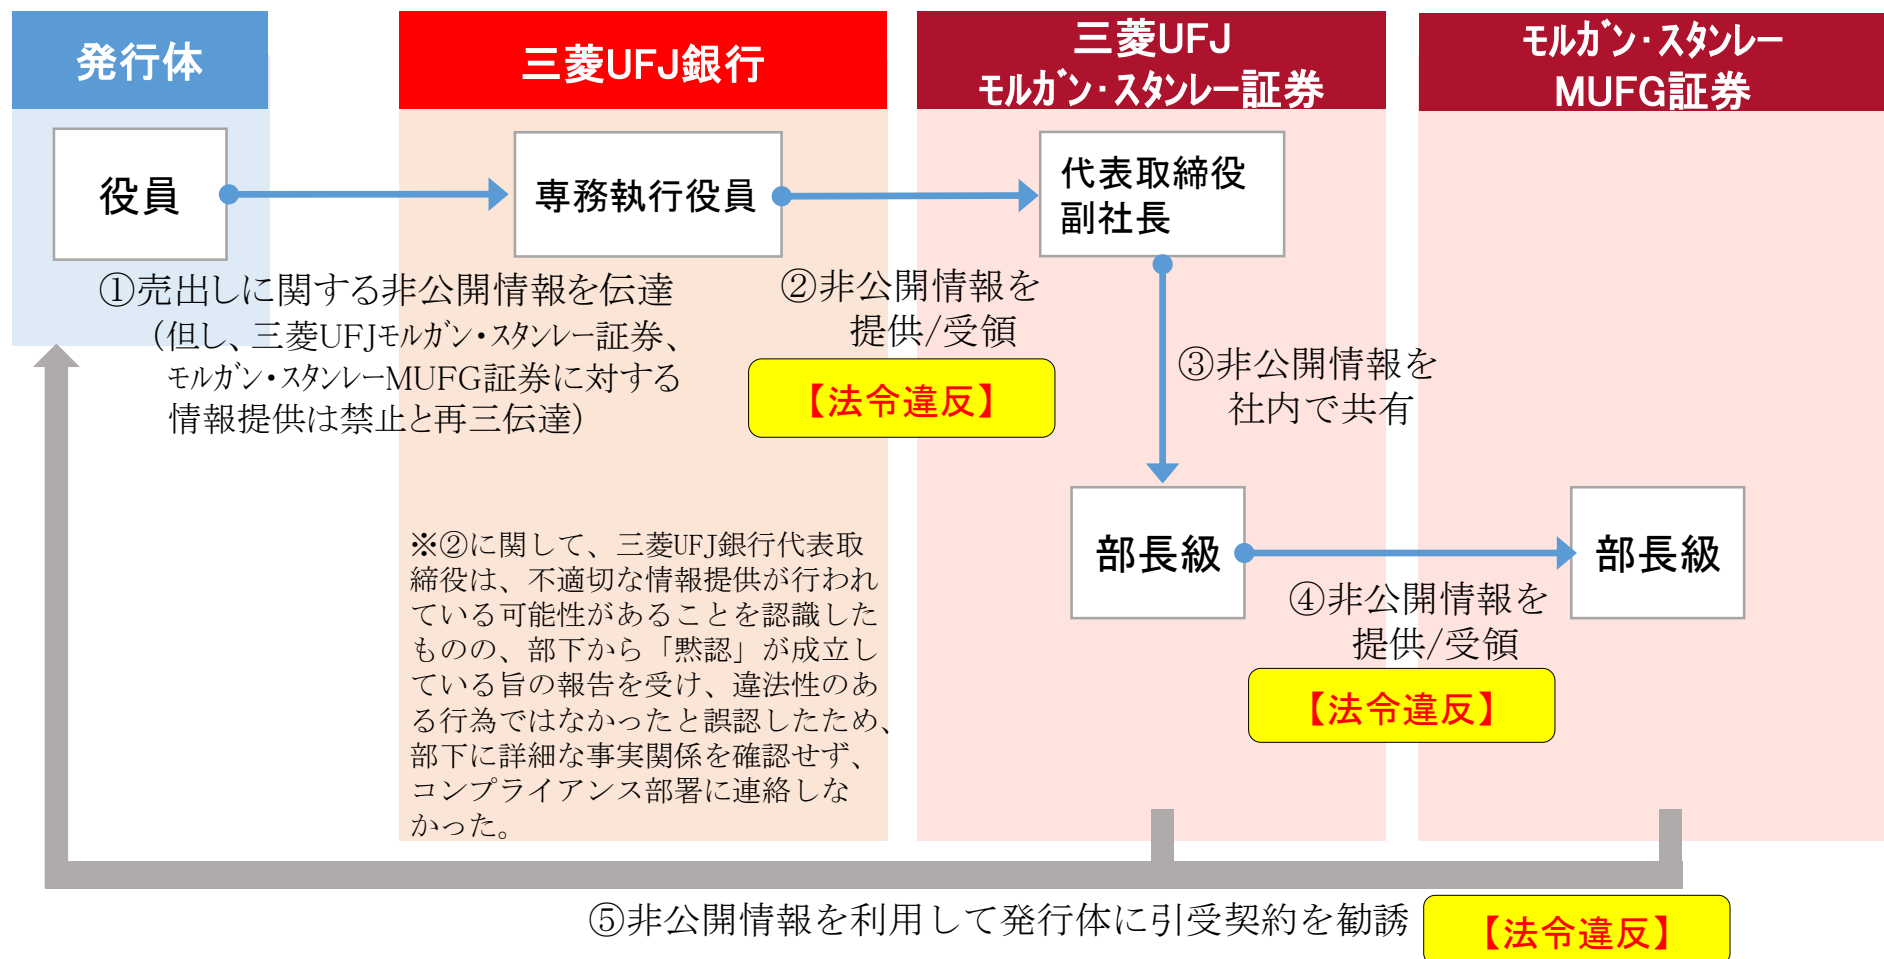 発行体
三菱UFJ銀行
三菱UFJ
モルガン・スタンレー証券
モルガン・スタンレー
MUFG証券
役員
専務執行役員
代表取締役
副社長
①売出しに関する非公開情報を伝達
（但し、三菱UFJモルガン・スタンレー証券、
モルガン・スタンレーMUFG証券に対する
情報提供は禁止と再三伝達）
②非公開情報を
提供/受領
【法令違反】
③非公開情報を
社内で共有
部長級
部長級
④非公開情報を
提供/受領
【法令違反】
※②に関して、三菱UFJ銀行代表取
締役は、不適切な情報提供が行われ
ている可能性があることを認識した
ものの、部下から「黙認」が成立し
ている旨の報告を受け、違法性のあ
る行為ではなかったと誤認したため、
部下に詳細な事実関係を確認せず、
コンプライアンス部署に連絡しな
かった。
⑤非公開情報を利用して発行体に引受契約を勧誘
【法令違反】